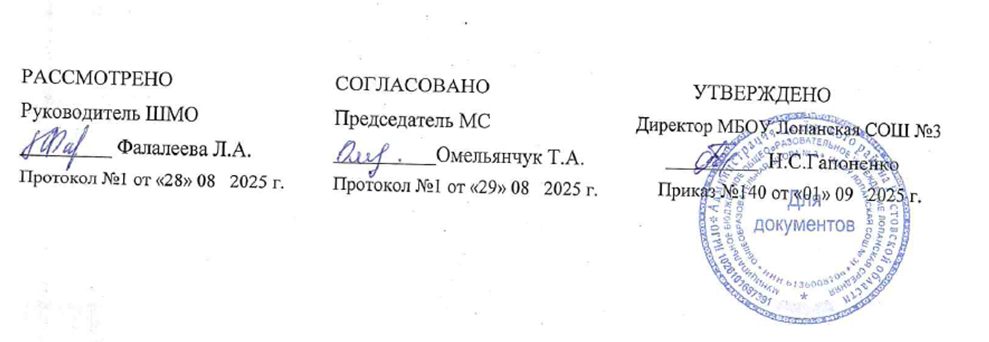 РАССМОТРЕНО
Руководитель ШМО
Фалалеева Л.А.
Протокол №1 от «28» 08 2025 г.
СОГЛАСОВАНО
Председатель МС
Омельянчук Т.А.
Протокол №1 от «29» 08 2025 г.
УТВЕРЖДЕНО
Директор МБОУ Лопанская СОШ №3
Н.С.Гапоненко
Приказ №140 от «01» 09 2025 г.
Для
документов